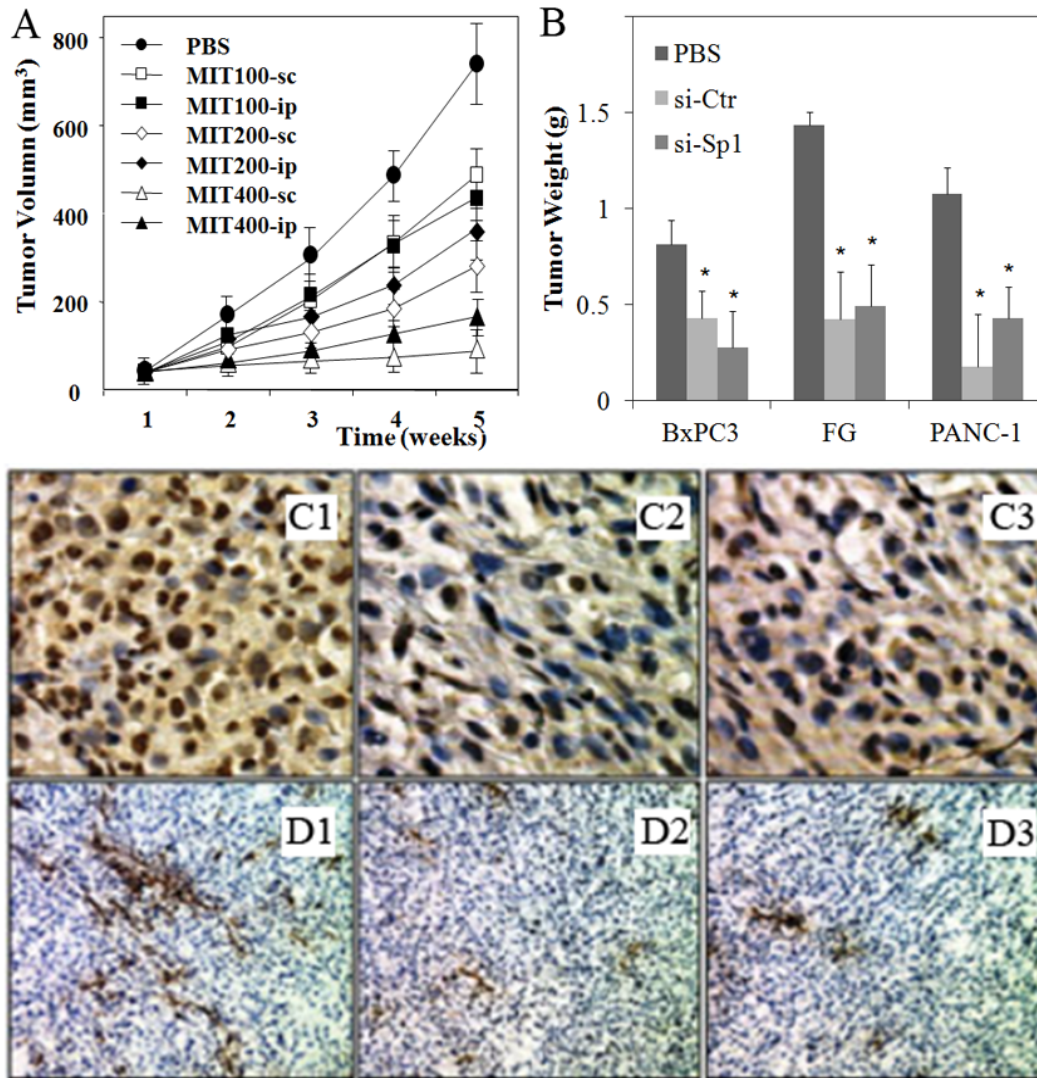 A
Tumor Volumn (mm3)
800
600
400
200
0
PBS
MIT100-sc
MIT100-ip
MIT200-sc
MIT200-ip
MIT400-sc
MIT400-ip
1 2 3 4 5
Time (weeks)
B
Tumor Weight (g)
1.5
1
0.5
0
PBS
si-Ctr
si-Sp1
* * * * * *
BxPC3 FG PANC-1
C1 C2 C3
D1 D2 D3